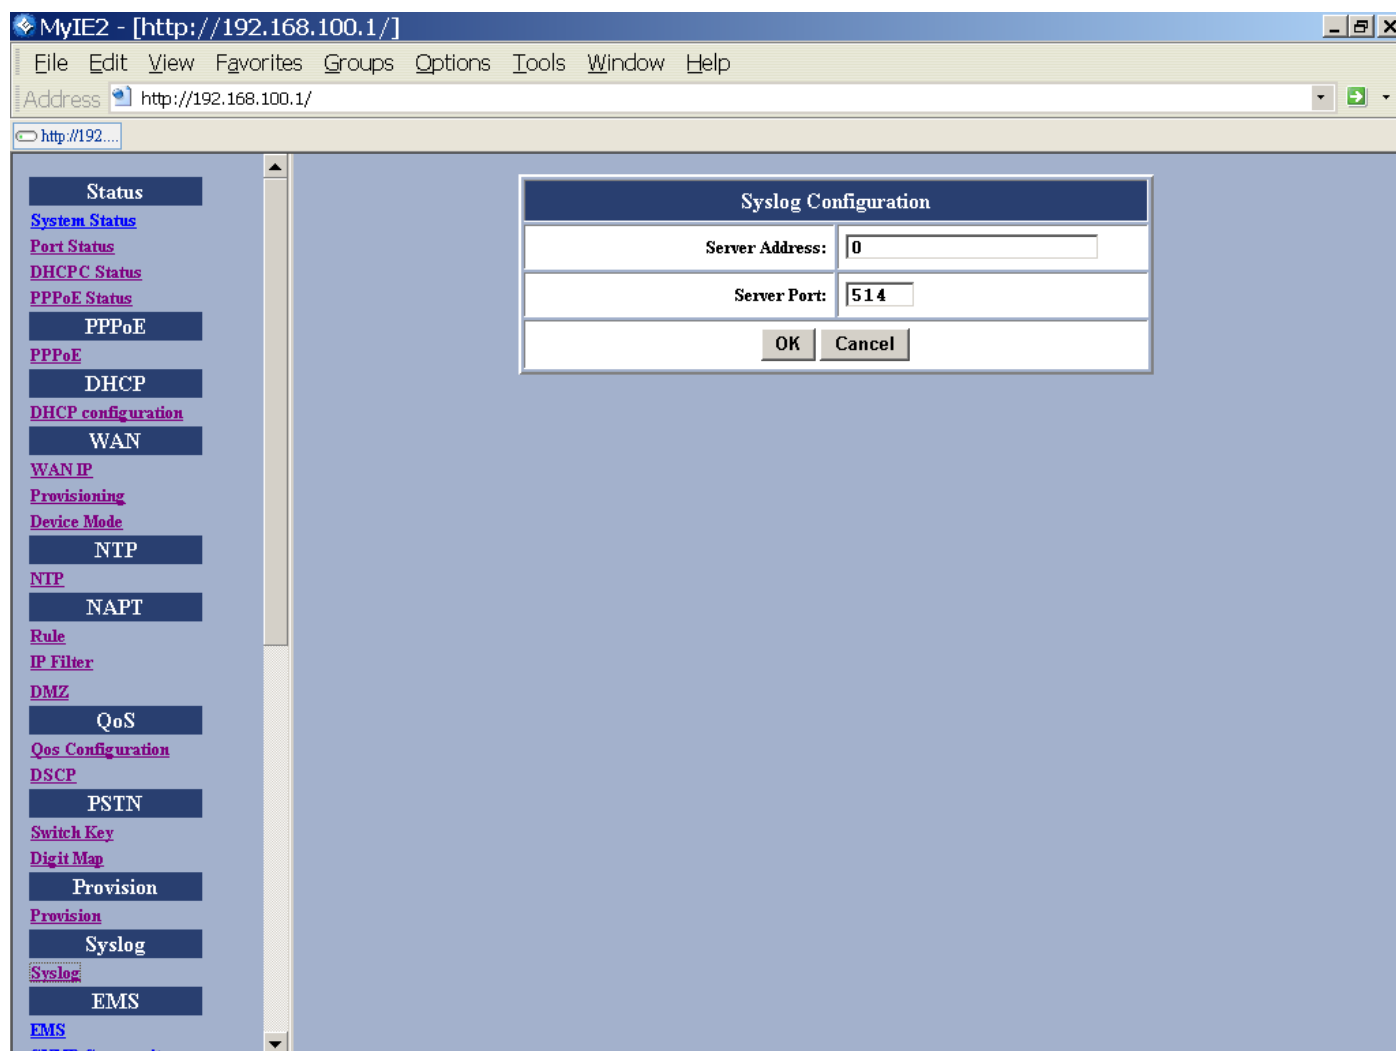 MyIE2 - [http://192.168.100.1/]
File Edit View Favorites Groups Options Tools Window Help
Address http://192.168.100.1/
http://192....
Status
System Status
Port Status
DHCPC Status
PPPoE Status
PPPoE
PPPoE
DHCP
DHCP configuration
WAN
WAN IP
Provisioning
Device Mode
NTP
NTP
NAPT
Rule
IP Filter
DMZ
QoS
Qos Configuration
DSCP
PSTN
Switch Key
Digit Map
Provision
Provision
Syslog
Syslog
EMS
EMS
Syslog Configuration
Server Address: 0
Server Port: 514
OK Cancel